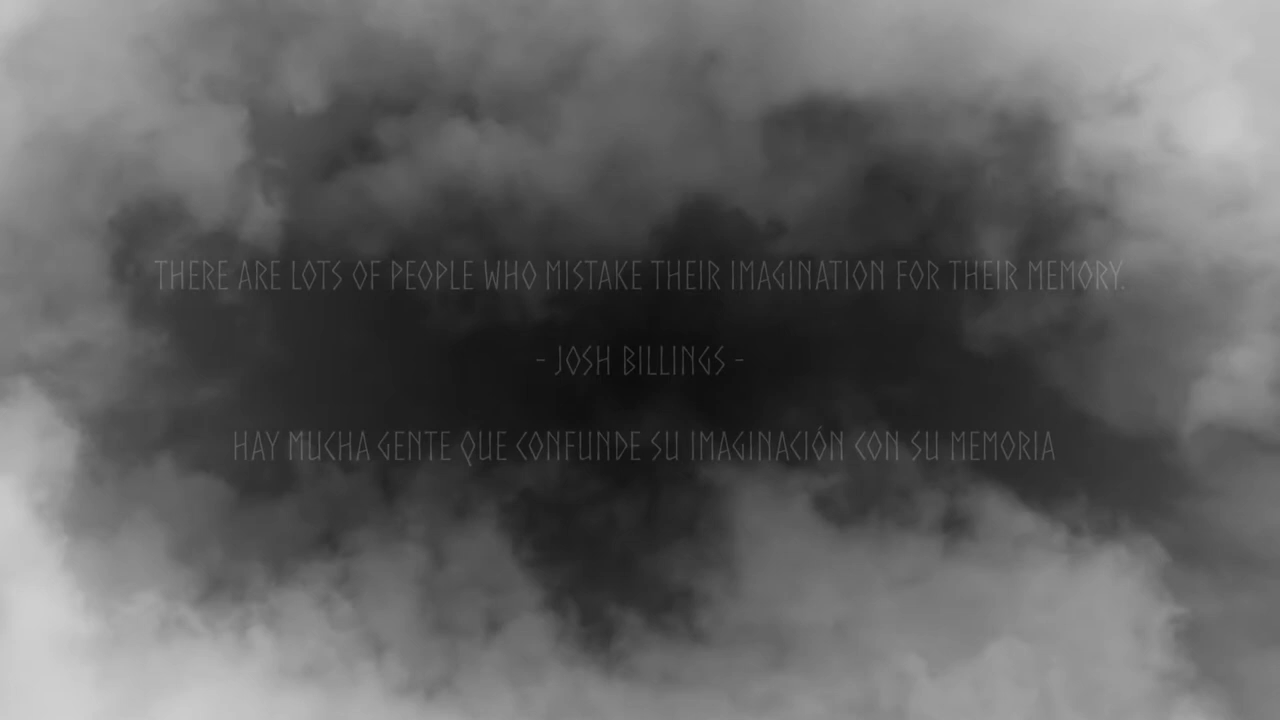 THERE ARE LOTS OF PEOPLE WHO MISTAKE THEIR IMAGINATION FOR THEIR MEMORY.
- JOSH BILLINGS -
HAY MUCHA GENTE QUE CONFUNDE SU IMAGINACIÓN CON SU MEMORIA